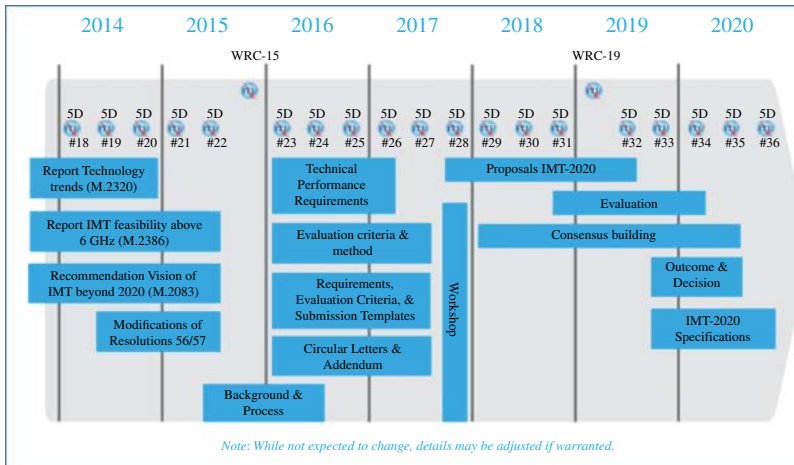 2014 2015 2016 2017 2018 2019 2020
WRC-15 WRC-19
5D 5D 5D 5D 5D 5D 5D 5D 5D 5D 5D 5D 5D 5D 5D 5D 5D 5D 5D
#18 #19 #20 #21 #22 #23 #24 #25 #26 #27 #28 #29 #30 #31 #32 #33 #34 #35 #36
Report Technology
trends (M.2320)
Technical
Performance
Requirements
Proposals IMT-2020
Evaluation
Report IMT feasibility above
6 GHz (M.2386)
Evaluation criteria &
method
Consensus building
Recommendation Vision of
IMT beyond 2020 (M.2083)
Requirements,
Evaluation Criteria, &
Submission Templates
Workshop
Outcome &
Decision
Modifications of
Resolutions 56/57
Circular Letters &
Addendum
IMT-2020
Specifications
Background &
Process
Note: While not expected to change, details may be adjusted if warranted.